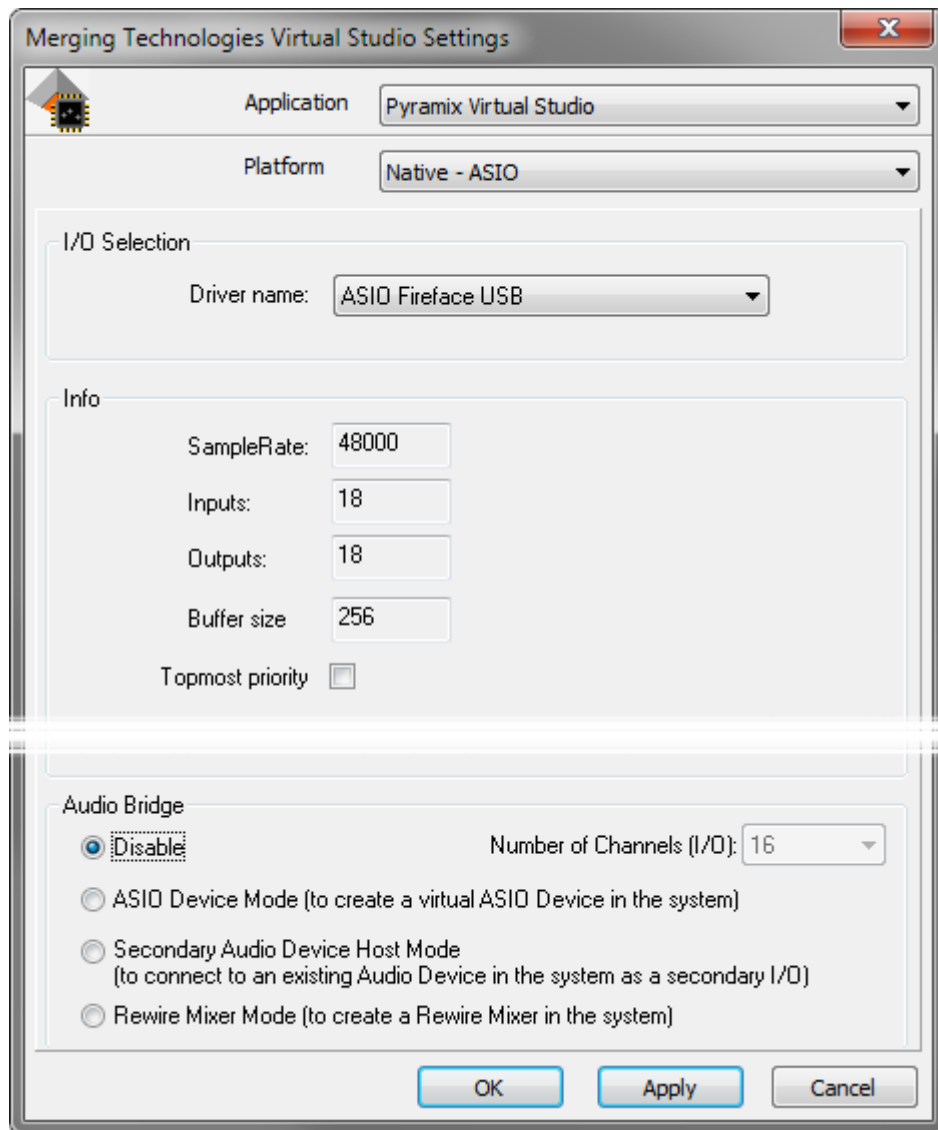 Merging Technologies Virtual Studio Settings
Application Pyramix Virtual Studio
Platform Native - ASIO
I/O Selection
Driver name: ASIO Fireface USB
Info
SampleRate: 48000
Inputs: 18
Outputs: 18
Buffer size 256
Topmost priority
Audio Bridge
Disable Number of Channels (I/O): 16
ASIO Device Mode (to create a virtual ASIO Device in the system)
Secondary Audio Device Host Mode
(to connect to an existing Audio Device in the system as a secondary I/O)
Rewire Mixer Mode (to create a Rewire Mixer in the system)
OK Apply Cancel